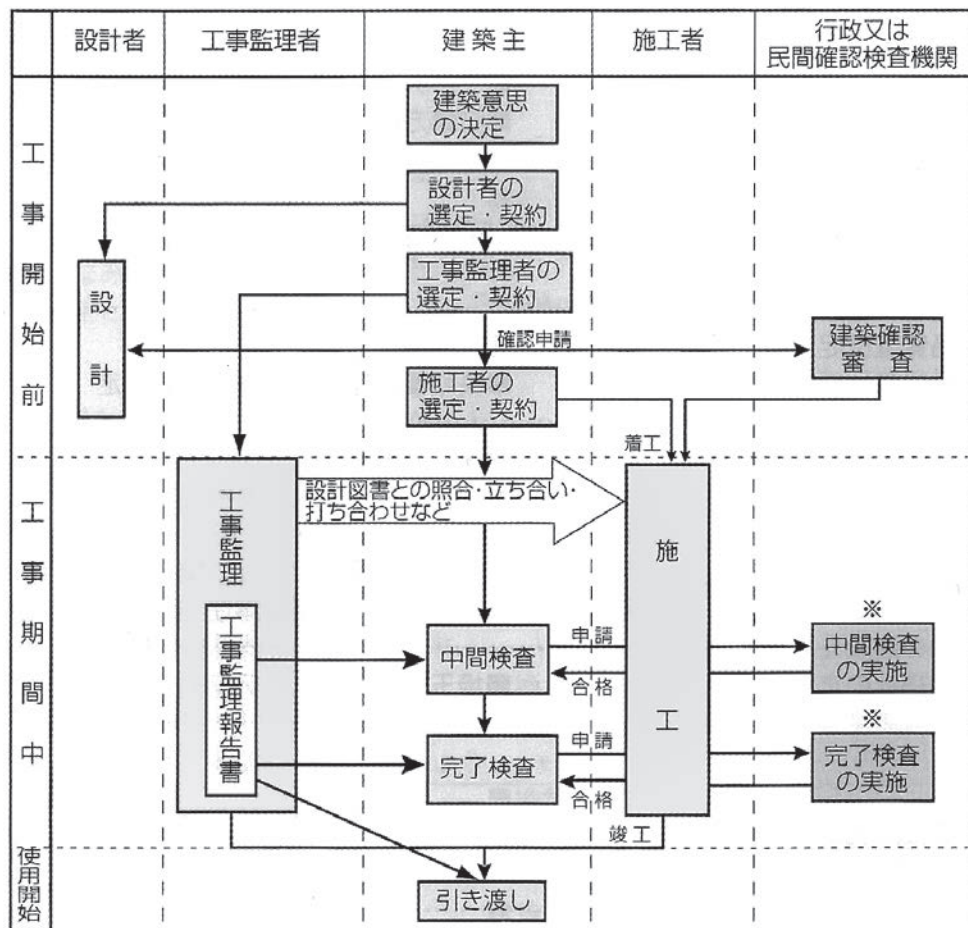 設計者
工事監理者
建築主
施工者
行政又は
民間確認検査機関
工事開始前
建築意思
の決定
設計者の
選定・契約
工事監理者の
選定・契約
設計
確認申請
建築確認
審査
施工者の
選定・契約
着工
工事期間中
工事監理
設計図書との照合・立ち合い・
打ち合わせなど
施工
工事監理報告書
中間検査
申請
合格
※
中間検査
の実施
完了検査
申請
合格
※
完了検査
の実施
竣工
使用開始
引き渡し